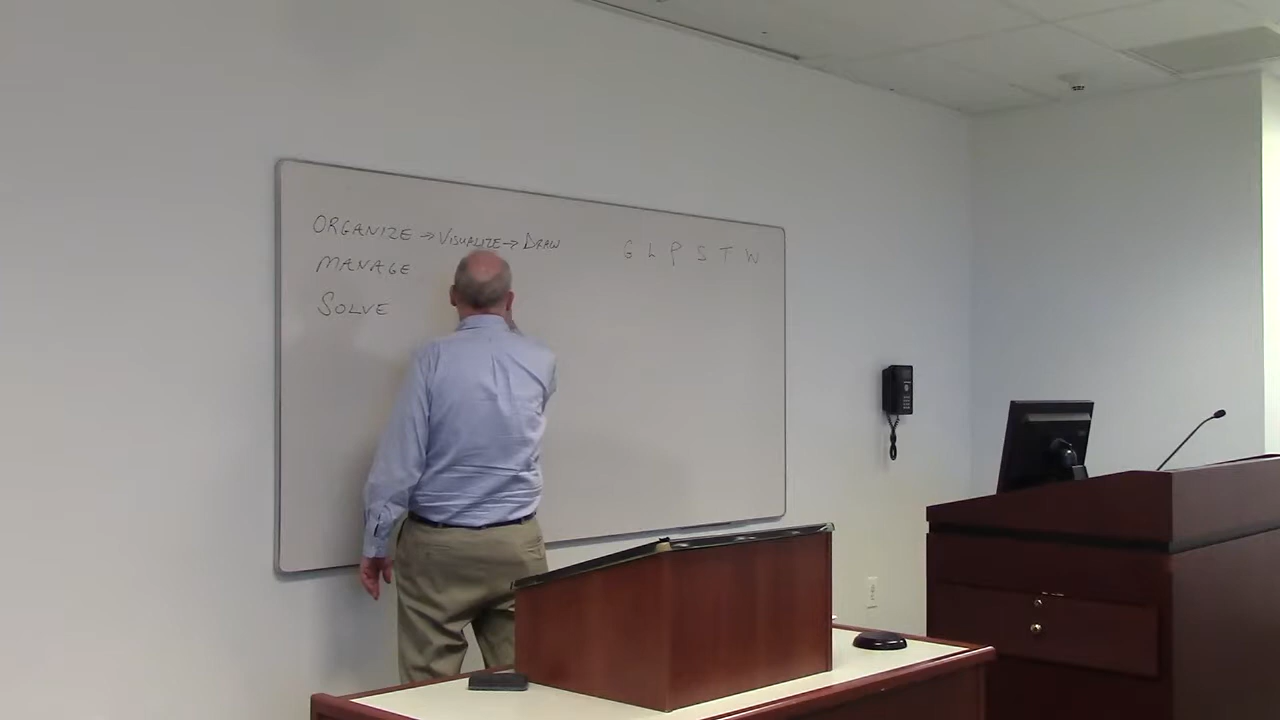 ORGANIZE → VISUALIZE → DRAW
G L P S T W
MANAGE
SOLVE